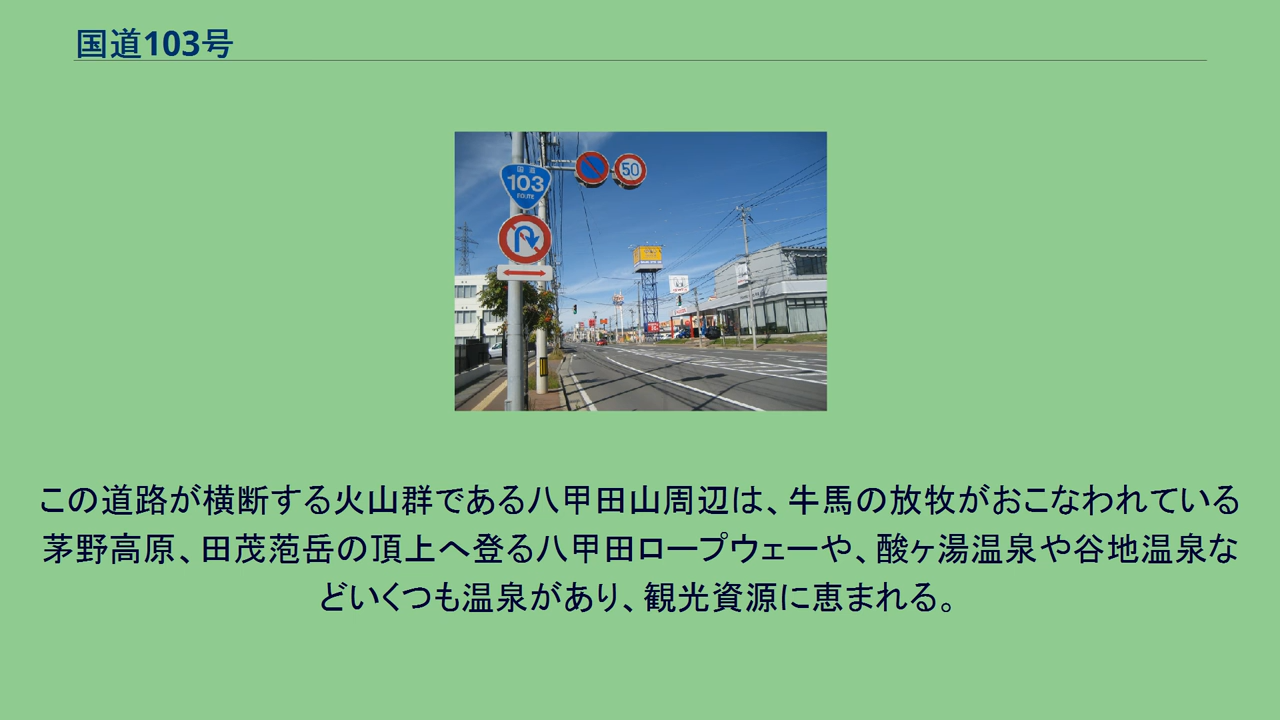 国道103号
国道
103
ROUTE
50
この道路が横断する火山群である八甲田山周辺は、牛馬の放牧がおこなわれている
茅野高原、田茂萢岳の頂上へ登る八甲田ロープウェーや、酸ヶ湯温泉や谷地温泉な
どいくつも温泉があり、観光資源に恵まれる。